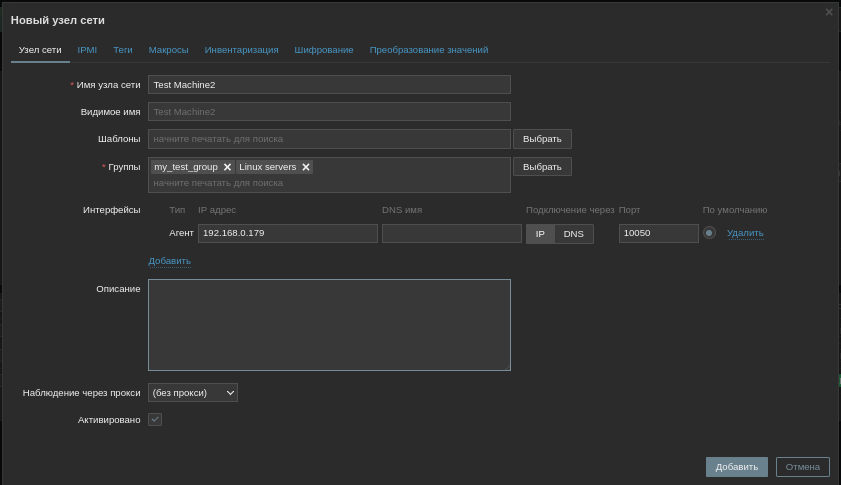 Новый узел сети
Узел сети IPMI Теги Макросы Инвентаризация Шифрование Преобразование значений
* Имя узла сети Test Machine2
Видимое имя Test Machine2
Шаблоны начните печатать для поиска Выбрать
* Группы my_test_group Linux servers Выбрать
начните печатать для поиска
Интерфейсы Тип IP адрес DNS имя Подключение через Порт По умолчанию
Агент 192.168.0.179 IP DNS 10050 Удалить
Добавить
Описание
Наблюдение через прокси (без прокси)
Активировано
Добавить Отмена